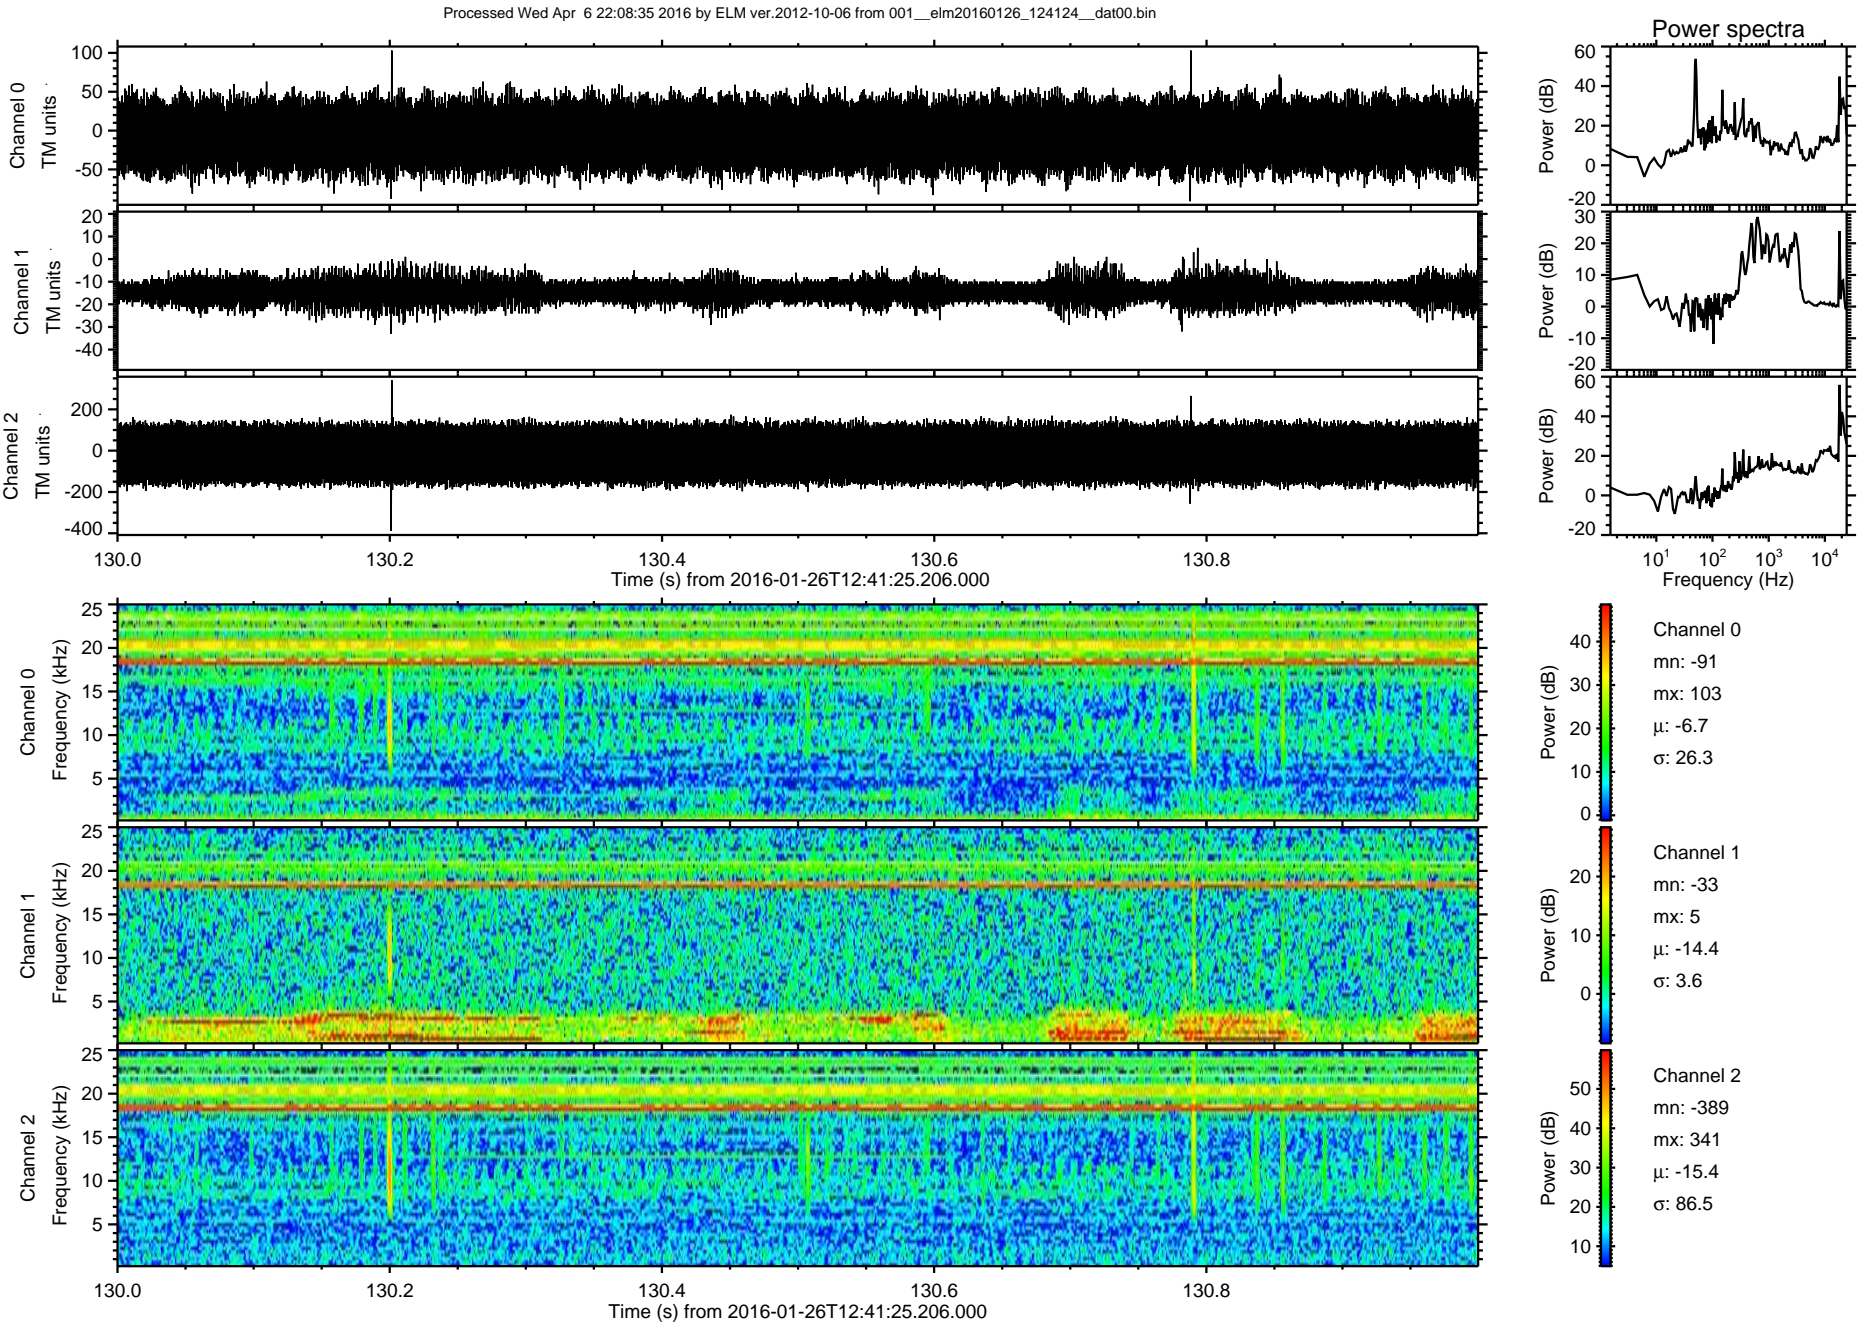 Processed Wed Apr  6 22:08:35 2016 by ELM ver.2012-10-06 from 001__elm20160126_124124__dat00.bin
Power spectra
Channel 0
TM units
100
50
0
-50
Power (dB)
60
40
20
0
-20
Channel 1
TM units
20
10
0
-10
-20
-30
-40
Power (dB)
30
20
10
0
-10
-20
Channel 2
TM units
200
0
-200
-400
Power (dB)
60
40
20
0
-20
130.0 130.2 130.4 130.6 130.8
Time (s) from 2016-01-26T12:41:25.206.000
10¹ 10² 10³ 10⁴
Frequency (Hz)
Channel 0
Frequency (kHz)
25
20
15
10
5
Power (dB)
40
30
20
10
0
Channel 0
mn: -91
mx: 103
μ: -6.7
σ: 26.3
Channel 1
Frequency (kHz)
25
20
15
10
5
Power (dB)
20
10
0
Channel 1
mn: -33
mx: 5
μ: -14.4
σ: 3.6
Channel 2
Frequency (kHz)
25
20
15
10
5
Power (dB)
50
40
30
20
10
Channel 2
mn: -389
mx: 341
μ: -15.4
σ: 86.5
130.0 130.2 130.4 130.6 130.8
Time (s) from 2016-01-26T12:41:25.206.000